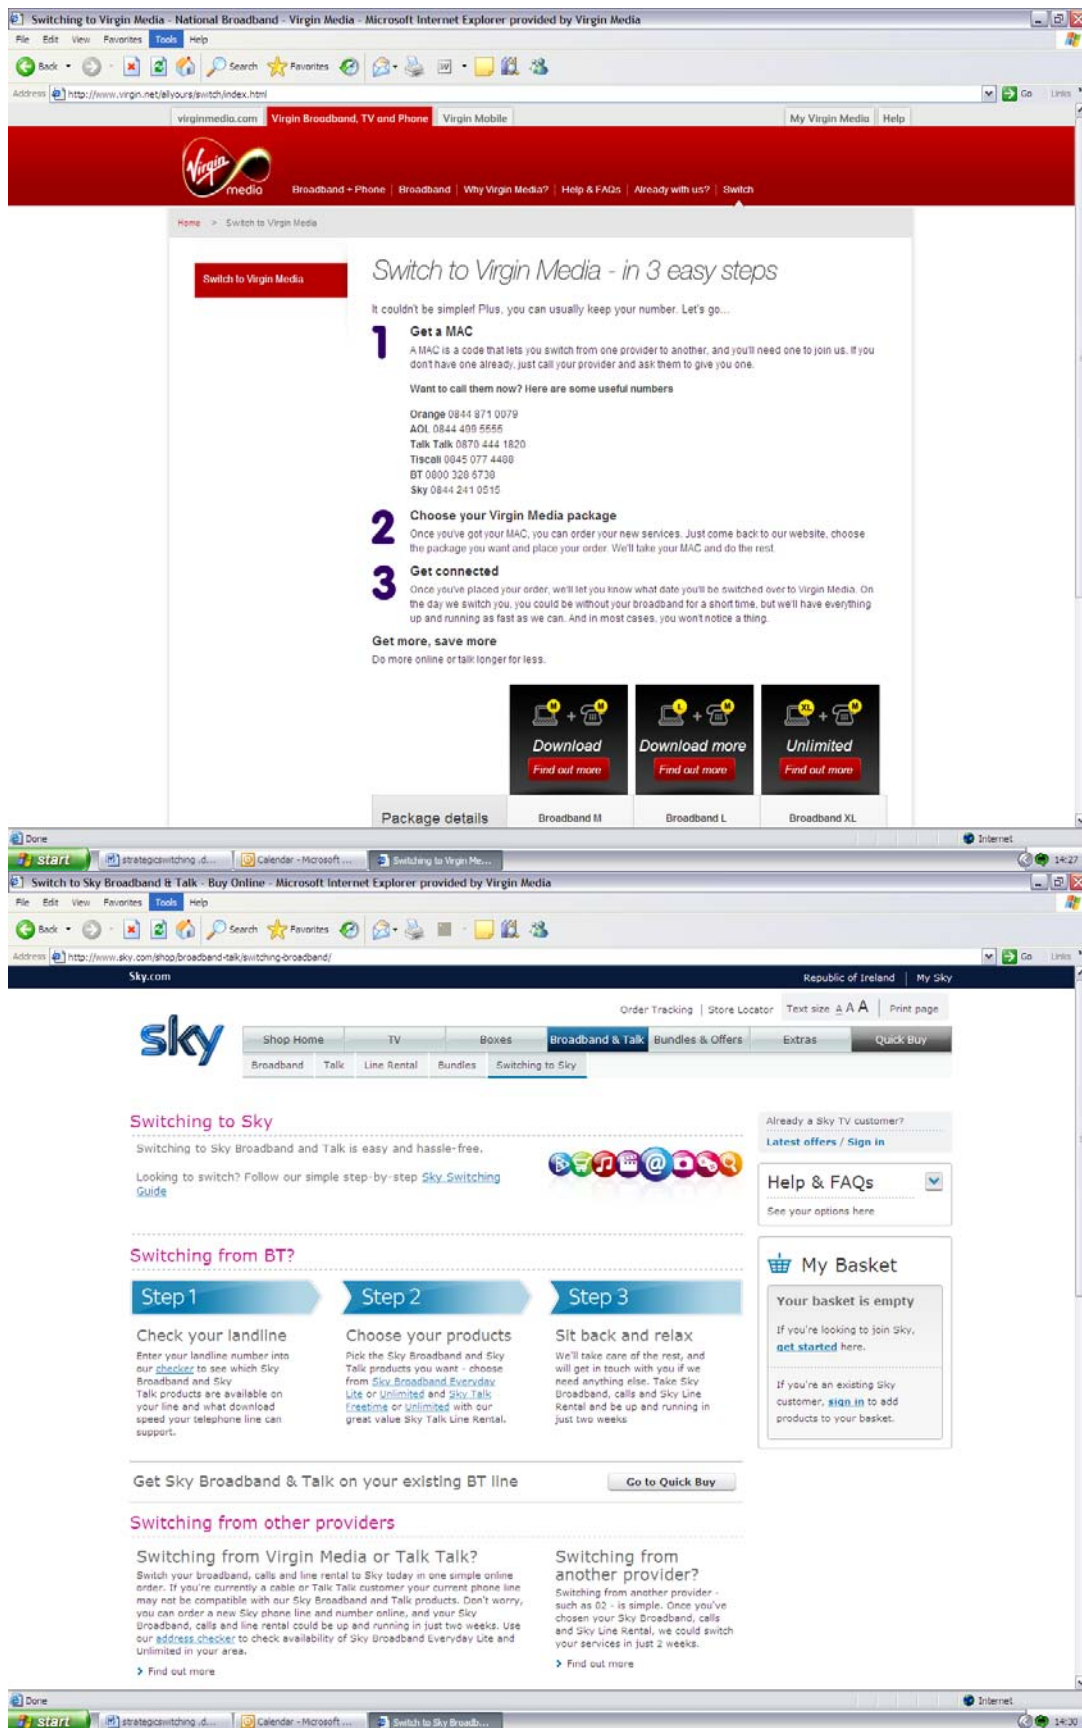 Switching to Virgin Media - National Broadband - Virgin Media - Microsoft Internet Explorer provided by Virgin Media
File Edit View Favorites Tools Help
Back Search Favorites
Address http://www.virgin.net/allyours/switch/index.html Go Links
virginmedia.com Virgin Broadband, TV and Phone Virgin Mobile My Virgin Media Help
Virgin media
Broadband + Phone | Broadband | Why Virgin Media? | Help & FAQs | Already with us? | Switch
Home > Switch to Virgin Media
Switch to Virgin Media
Switch to Virgin Media - in 3 easy steps
It couldn't be simpler! Plus, you can usually keep your number. Let's go...
1 Get a MAC
A MAC is a code that lets you switch from one provider to another, and you'll need one to join us. If you
don't have one already, just call your provider and ask them to give you one.
Want to call them now? Here are some useful numbers
Orange 0844 871 0079
AOL 0844 499 5555
Talk Talk 0870 444 1820
Tiscali 0845 077 4488
BT 0800 328 6738
Sky 0844 241 0515
2 Choose your Virgin Media package
Once you've got your MAC, you can order your new services. Just come back to our website, choose
the package you want and place your order. We'll take your MAC and do the rest.
3 Get connected
Once you've placed your order, we'll let you know what date you'll be switched over to Virgin Media. On
the day we switch you, you could be without your broadband for a short time, but we'll have everything
up and running as fast as we can. And in most cases, you won't notice a thing.
Get more, save more
Do more online or talk longer for less.
M + M L + M XL + M
Download Download more Unlimited
Find out more Find out more Find out more
Package details Broadband M Broadband L Broadband XL
Done Internet
start strategicswitching .d... Calendar - Microsoft ... Switching to Virgin Me... 14:27
Switch to Sky Broadband & Talk - Buy Online - Microsoft Internet Explorer provided by Virgin Media
File Edit View Favorites Tools Help
Back Search Favorites
Address http://www.sky.com/shop/broadband-talk/switching-broadband/ Go Links
Sky.com Republic of Ireland | My Sky
Order Tracking | Store Locator Text size A A A | Print page
sky
Shop Home TV Boxes Broadband & Talk Bundles & Offers Extras Quick Buy
Broadband Talk Line Rental Bundles Switching to Sky
Switching to Sky
Switching to Sky Broadband and Talk is easy and hassle-free.
Looking to switch? Follow our simple step-by-step Sky Switching
Guide
Already a Sky TV customer?
Latest offers / Sign in
Help & FAQs
See your options here
Switching from BT?
Step 1
Check your landline
Enter your landline number into
our checker to see which Sky
Broadband and Sky
Talk products are available on
your line and what download
speed your telephone line can
support.
Step 2
Choose your products
Pick the Sky Broadband and Sky
Talk products you want - choose
from Sky Broadband Everyday
Lite or Unlimited and Sky Talk
Freetime or Unlimited with our
great value Sky Talk Line Rental.
Step 3
Sit back and relax
We'll take care of the rest, and
will get in touch with you if we
need anything else. Take Sky
Broadband, calls and Sky Line
Rental and be up and running in
just two weeks
My Basket
Your basket is empty
If you're looking to join Sky,
get started here.
If you're an existing Sky
customer, sign in to add
products to your basket.
Get Sky Broadband & Talk on your existing BT line Go to Quick Buy
Switching from other providers
Switching from Virgin Media or Talk Talk?
Switch your broadband, calls and line rental to Sky today in one simple online
order. If you're currently a cable or Talk Talk customer your current phone line
may not be compatible with our Sky Broadband and Talk products. Don't worry,
you can order a new Sky phone line and number online, and your Sky
Broadband, calls and line rental could be up and running in just two weeks. Use
our address checker to check availability of Sky Broadband Everyday Lite and
Unlimited in your area.
Find out more
Switching from
another provider?
Switching from another provider -
such as O2 - is simple. Once you've
chosen your Sky Broadband, calls
and Sky Line Rental, we could switch
your services in just 2 weeks.
Find out more
Done Internet
start strategicswitching .d... Calendar - Microsoft ... Switch to Sky Broadb... 14:30